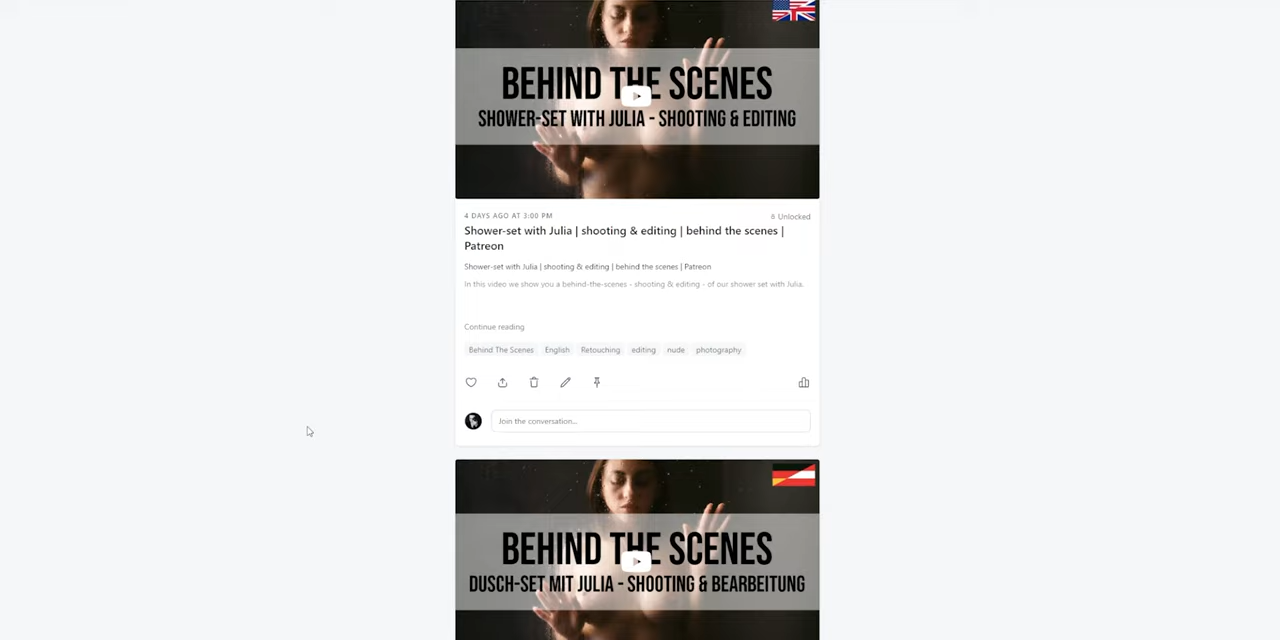 BEHIND THE SCENES
SHOWER-SET WITH JULIA - SHOOTING & EDITING
4 DAYS AGO AT 3:00 PM
8 Unlocked
Shower-set with Julia | shooting & editing | behind the scenes |
Patreon
Shower-set with Julia | shooting & editing | behind the scenes | Patreon
In this video we show you a behind-the-scenes - shooting & editing - of our shower set with Julia.
Continue reading
Behind The Scenes English Retouching editing nude photography
Join the conversation...
BEHIND THE SCENES
DUSCH-SET MIT JULIA - SHOOTING & BEARBEITUNG